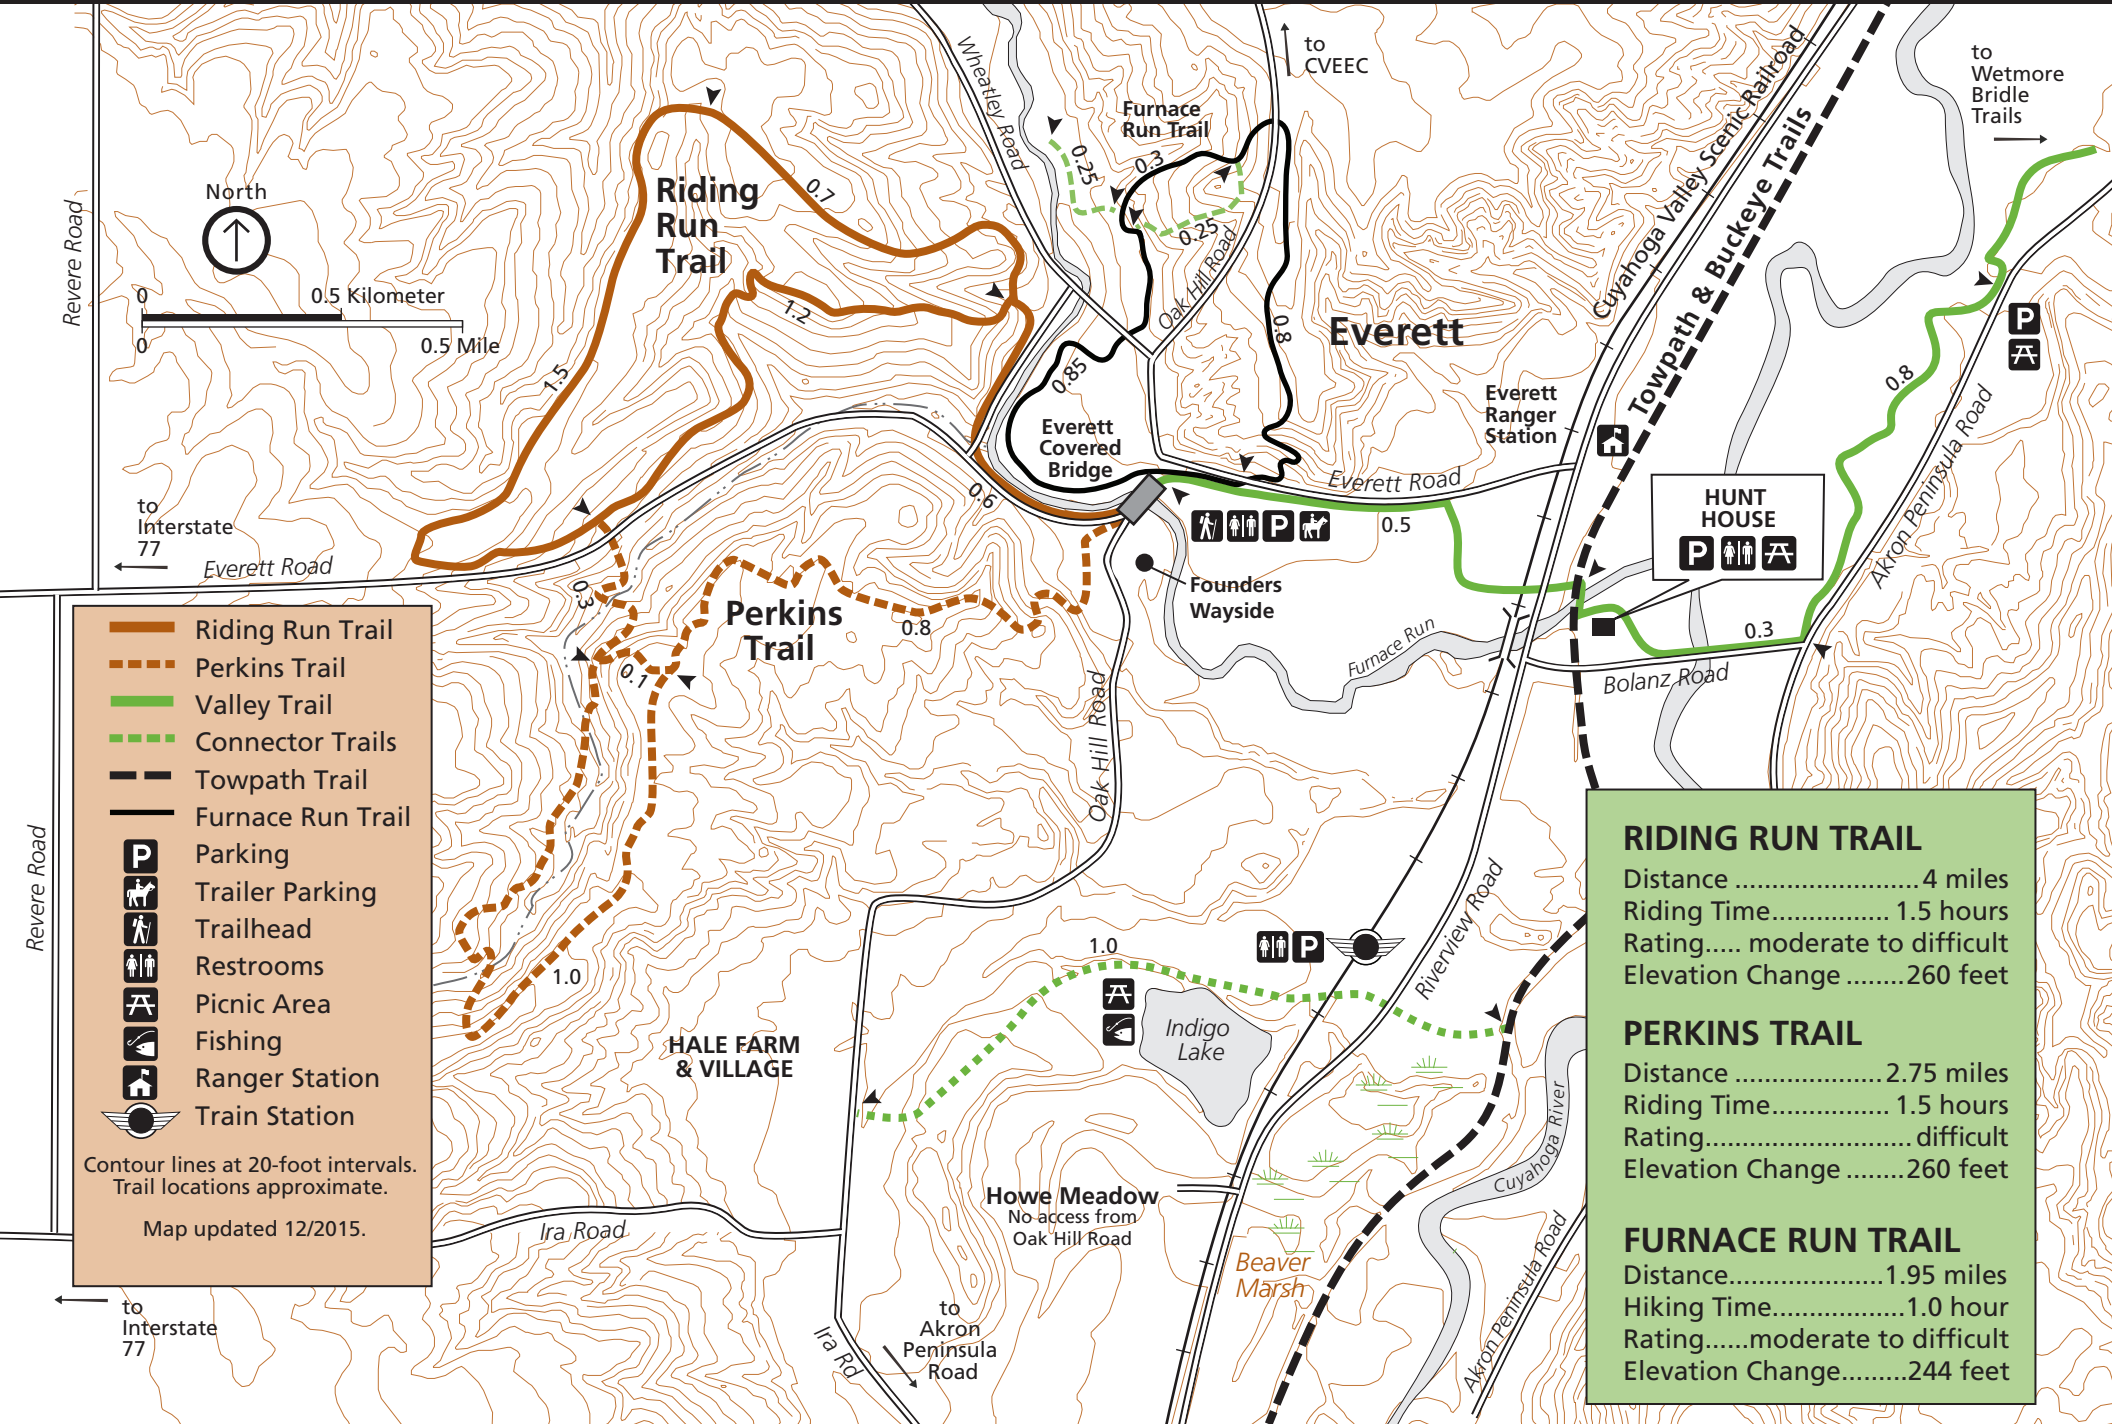 to
CVEEC
to
Wetmore
Bridle
Trails
Wheatley Road
Furnace
Run Trail
0.25
0.3
0.25
Cuyahoga Valley Scenic Railroad
Towpath & Buckeye Trails
North
Revere Road
Riding
Run
Trail
0.7
0
0.5 Kilometer
0
0.5 Mile
1.2
1.5
Oak Hill Road
0.8
Everett
0.85
Everett
Covered
Bridge
Everett
Ranger
Station
P
0.8
Akron Peninsula Road
Everett Road
0.6
0.5
P
HUNT
HOUSE
P
to
Interstate
77
Everett Road
Founders
Wayside
0.3
Perkins
Trail
0.8
0.1
Furnace Run
0.3
Bolanz Road
Oak Hill Road
Riding Run Trail
Perkins Trail
Valley Trail
Connector Trails
Towpath Trail
Furnace Run Trail
P Parking
Trailer Parking
Trailhead
Restrooms
Picnic Area
Fishing
Ranger Station
Train Station
Contour lines at 20-foot intervals.
Trail locations approximate.
Map updated 12/2015.
Revere Road
1.0
HALE FARM
& VILLAGE
1.0
P
Indigo
Lake
Riverview Road
Howe Meadow
No access from
Oak Hill Road
Beaver
Marsh
Cuyahoga River
Akron Peninsula Road
Ira Road
to
Interstate
77
Ira Rd
to
Akron
Peninsula
Road
RIDING RUN TRAIL
Distance .........................4 miles
Riding Time................ 1.5 hours
Rating..... moderate to difficult
Elevation Change ........260 feet
PERKINS TRAIL
Distance ....................2.75 miles
Riding Time................ 1.5 hours
Rating............................ difficult
Elevation Change ........260 feet
FURNACE RUN TRAIL
Distance.....................1.95 miles
Hiking Time..................1.0 hour
Rating......moderate to difficult
Elevation Change.........244 feet